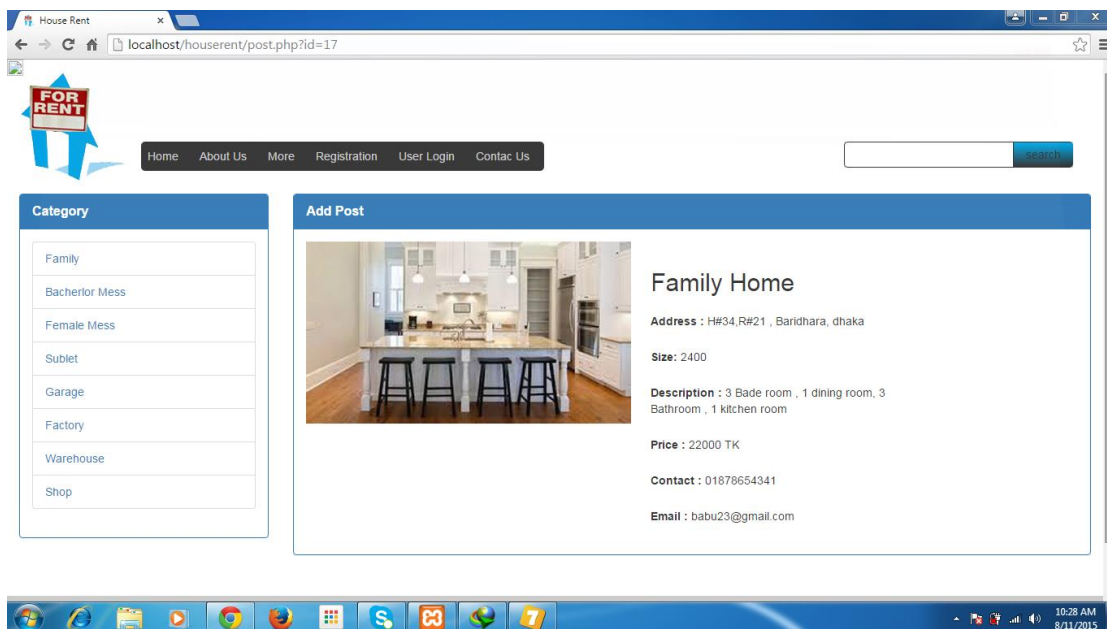 House Rent
localhost/houserent/post.php?id=17
FOR
RENT
Home About Us More Registration User Login Contac Us
search
Category
Family
Bacherlor Mess
Female Mess
Sublet
Garage
Factory
Warehouse
Shop
Add Post
Family Home
Address : H#34,R#21 , Baridhara, dhaka
Size: 2400
Description : 3 Bade room , 1 dining room, 3
Bathroom , 1 kitchen room
Price : 22000 TK
Contact : 01878654341
Email : babu23@gmail.com
10:28 AM
8/11/2015